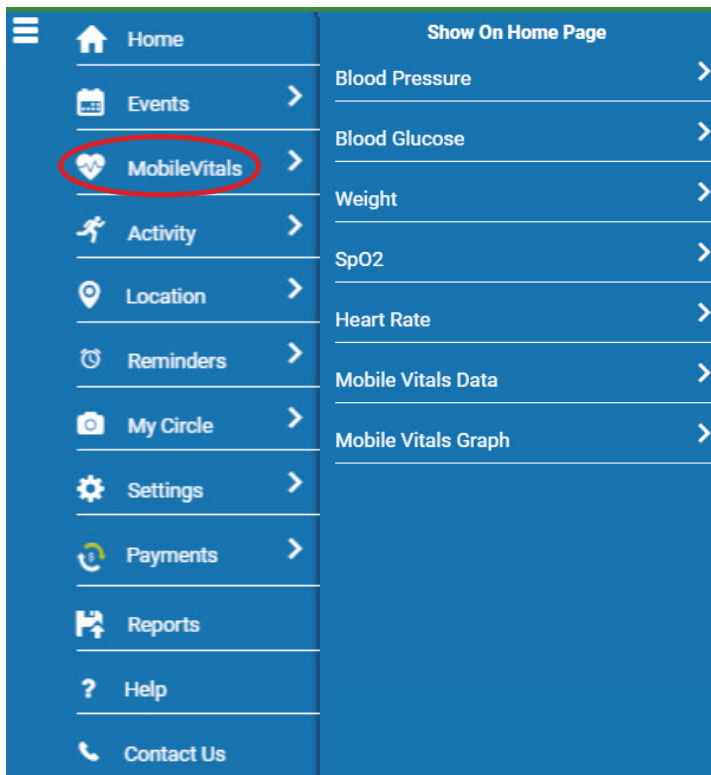 Home
Events
MobileVitals
Activity
Location
Reminders
My Circle
Settings
Payments
Reports
Help
Contact Us
Show On Home Page
Blood Pressure
Blood Glucose
Weight
SpO2
Heart Rate
Mobile Vitals Data
Mobile Vitals Graph